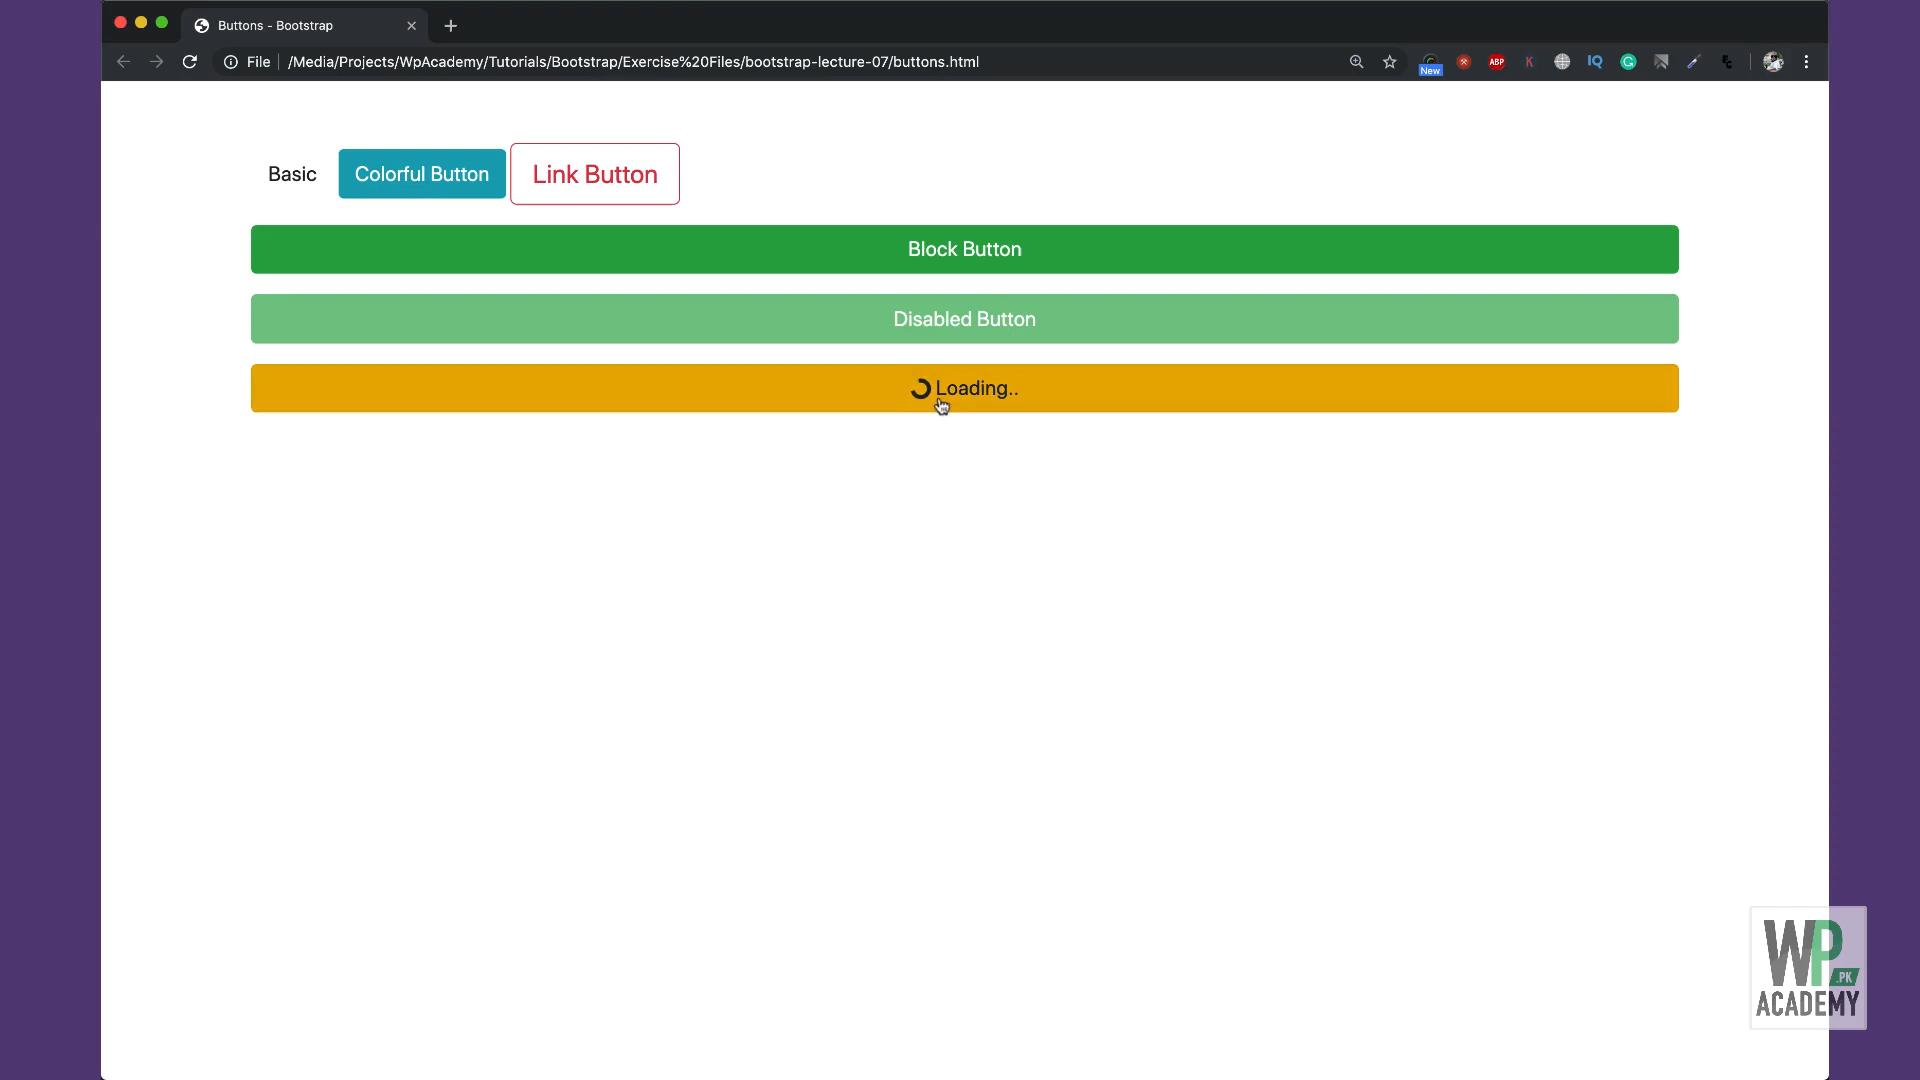 Buttons - Bootstrap
File /Media/Projects/WpAcademy/Tutorials/Bootstrap/Exercise%20Files/bootstrap-lecture-07/buttons.html
New
ABP
K
IQ
G
Basic
Colorful Button
Link Button
Block Button
Disabled Button
Loading..
WP
.PK
ACADEMY